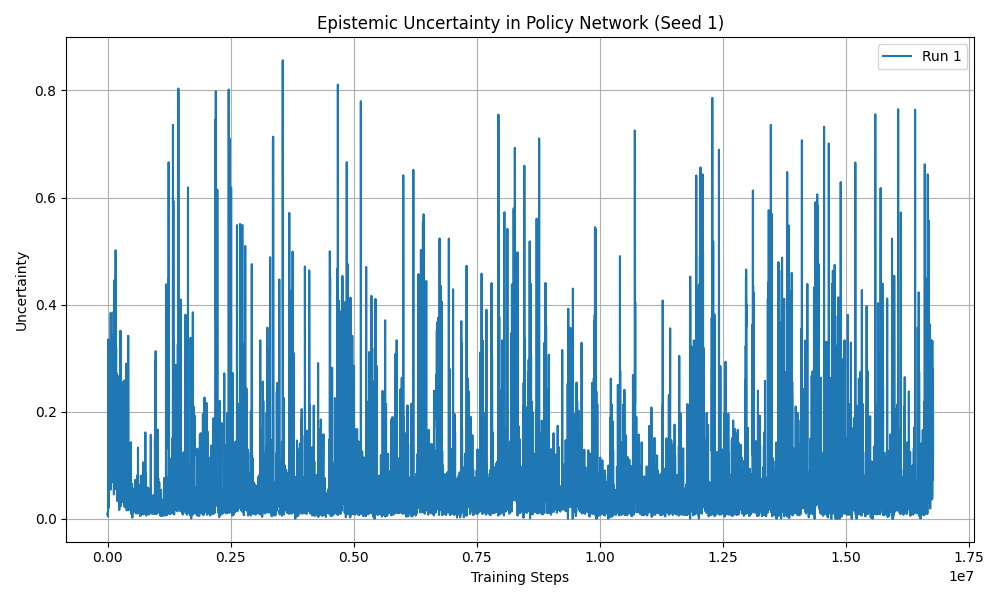 Epistemic Uncertainty in Policy Network (Seed 1)
Run 1
Uncertainty
0.8
0.6
0.4
0.2
0.0
0.00 0.25 0.50 0.75 1.00 1.25 1.50 1.75
1e7
Training Steps